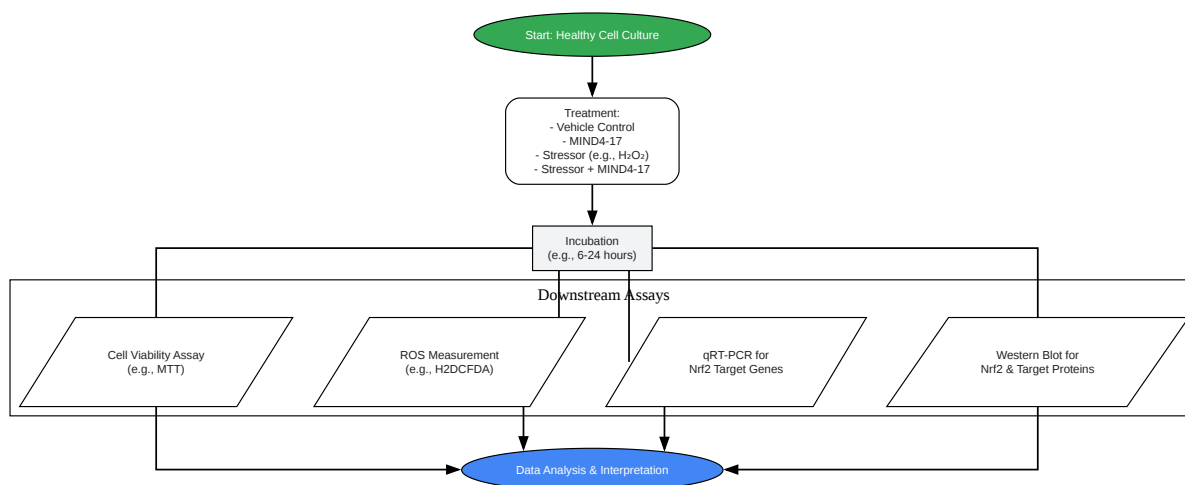 Start: Healthy Cell Culture
Treatment:
- Vehicle Control
- MIND4-17
- Stressor (e.g., H₂O₂)
- Stressor + MIND4-17
Incubation
(e.g., 6-24 hours)
Downstream Assays
Cell Viability Assay
(e.g., MTT)
ROS Measurement
(e.g., H2DCFDA)
qRT-PCR for
Nrf2 Target Genes
Western Blot for
Nrf2 & Target Proteins
Data Analysis & Interpretation